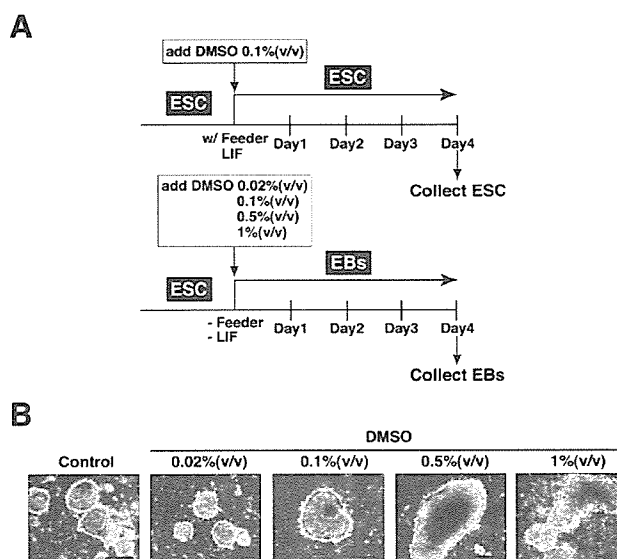 A
add DMSO 0.1%(v/v)
ESC
ESC
w/ Feeder
LIF
Day1
Day2
Day3
Day4
Collect ESC
add DMSO 0.02%(v/v)
0.1%(v/v)
0.5%(v/v)
1%(v/v)
EBs
ESC
- Feeder
- LIF
Day1
Day2
Day3
Day4
Collect EBs
B
DMSO
Control
0.02%(v/v)
0.1%(v/v)
0.5%(v/v)
1%(v/v)